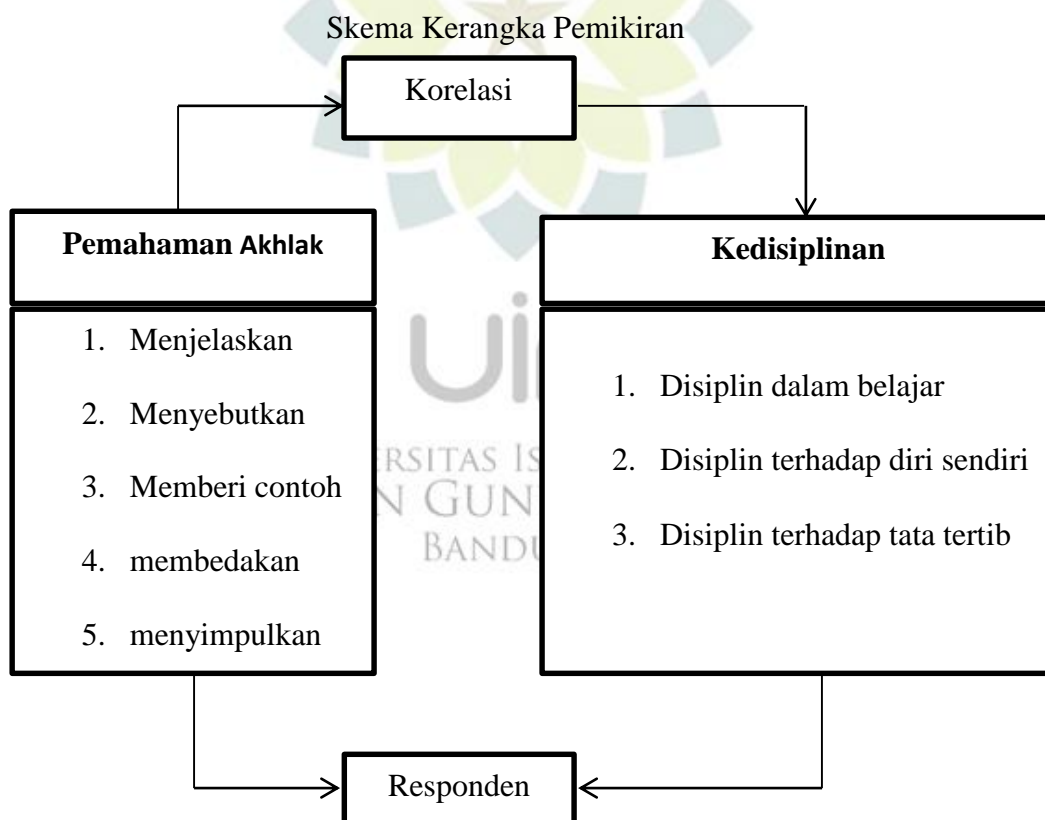 Skema Kerangka Pemikiran
Korelasi
Pemahaman Akhlak
1. Menjelaskan
2. Menyebutkan
3. Memberi contoh
4. membedakan
5. menyimpulkan
Kedisiplinan
1. Disiplin dalam belajar
2. Disiplin terhadap diri sendiri
3. Disiplin terhadap tata tertib
Responden